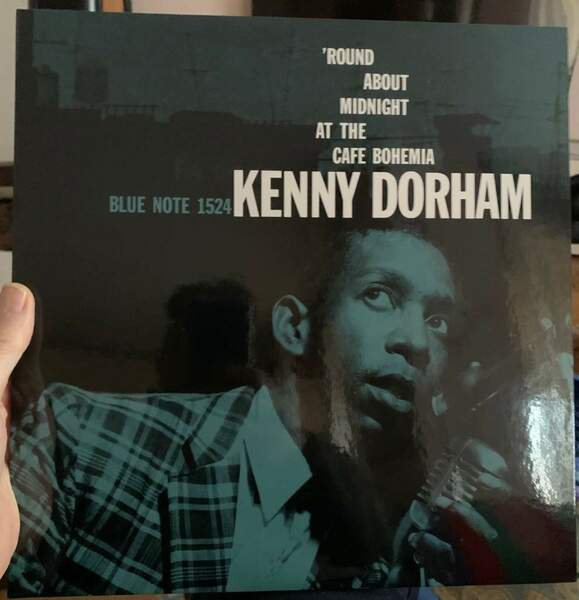 'ROUND
ABOUT
MIDNIGHT
AT THE
CAFE BOHEMIA
BLUE NOTE 1524 KENNY DORHAM